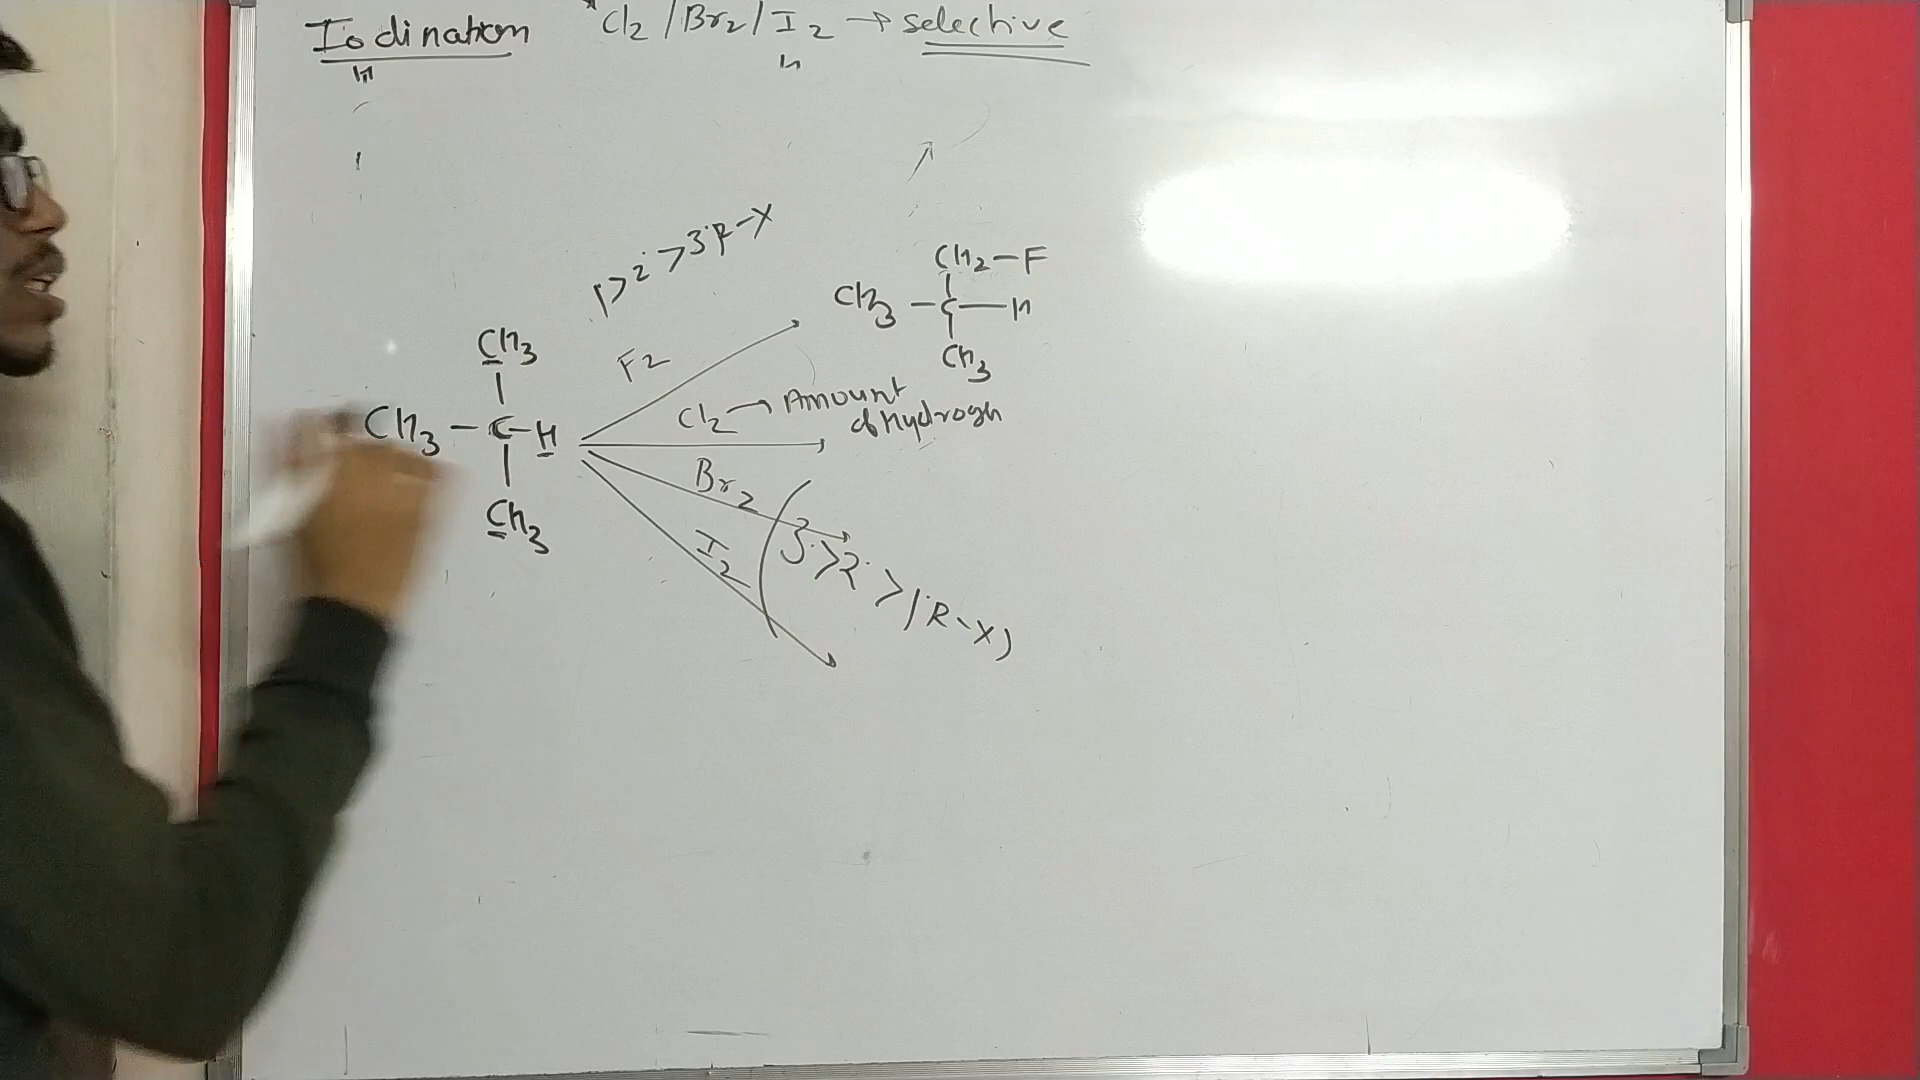 Iodination * Cl2 / Br2 / I2 → selective
1 > 2° > 3° R-X
CH2-F
CH3 - C - H
CH3
F2
CH3
CH3 - C - H
CH3
Cl2 → Amount
of Hydrogen
Br2
I2
(3° > 2° > 1° R-X)